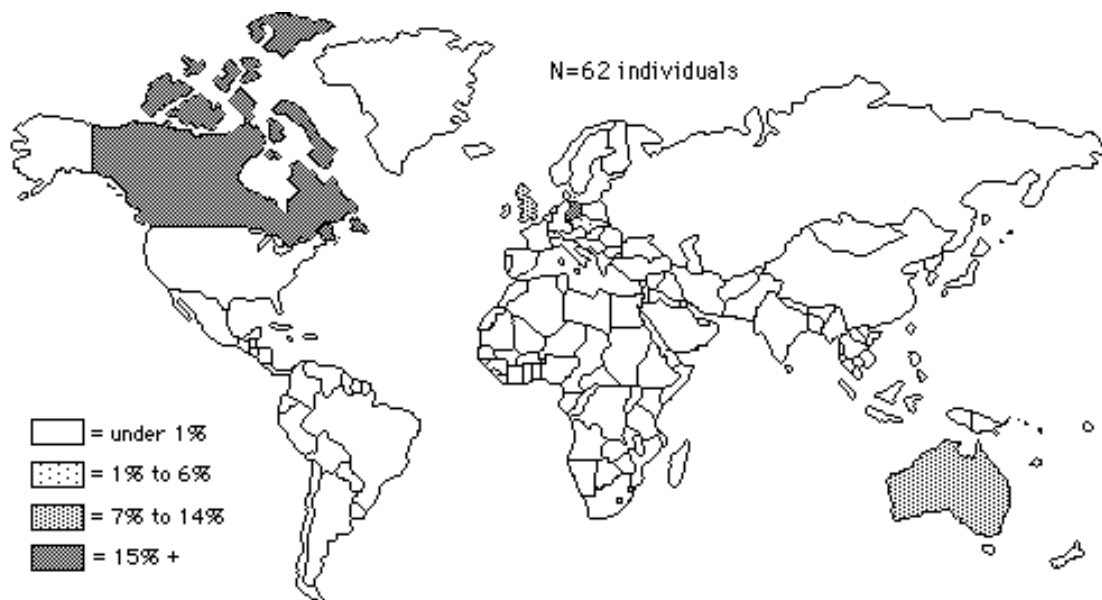 N=62 individuals
= under 1%
= 1% to 6%
= 7% to 14%
= 15% +